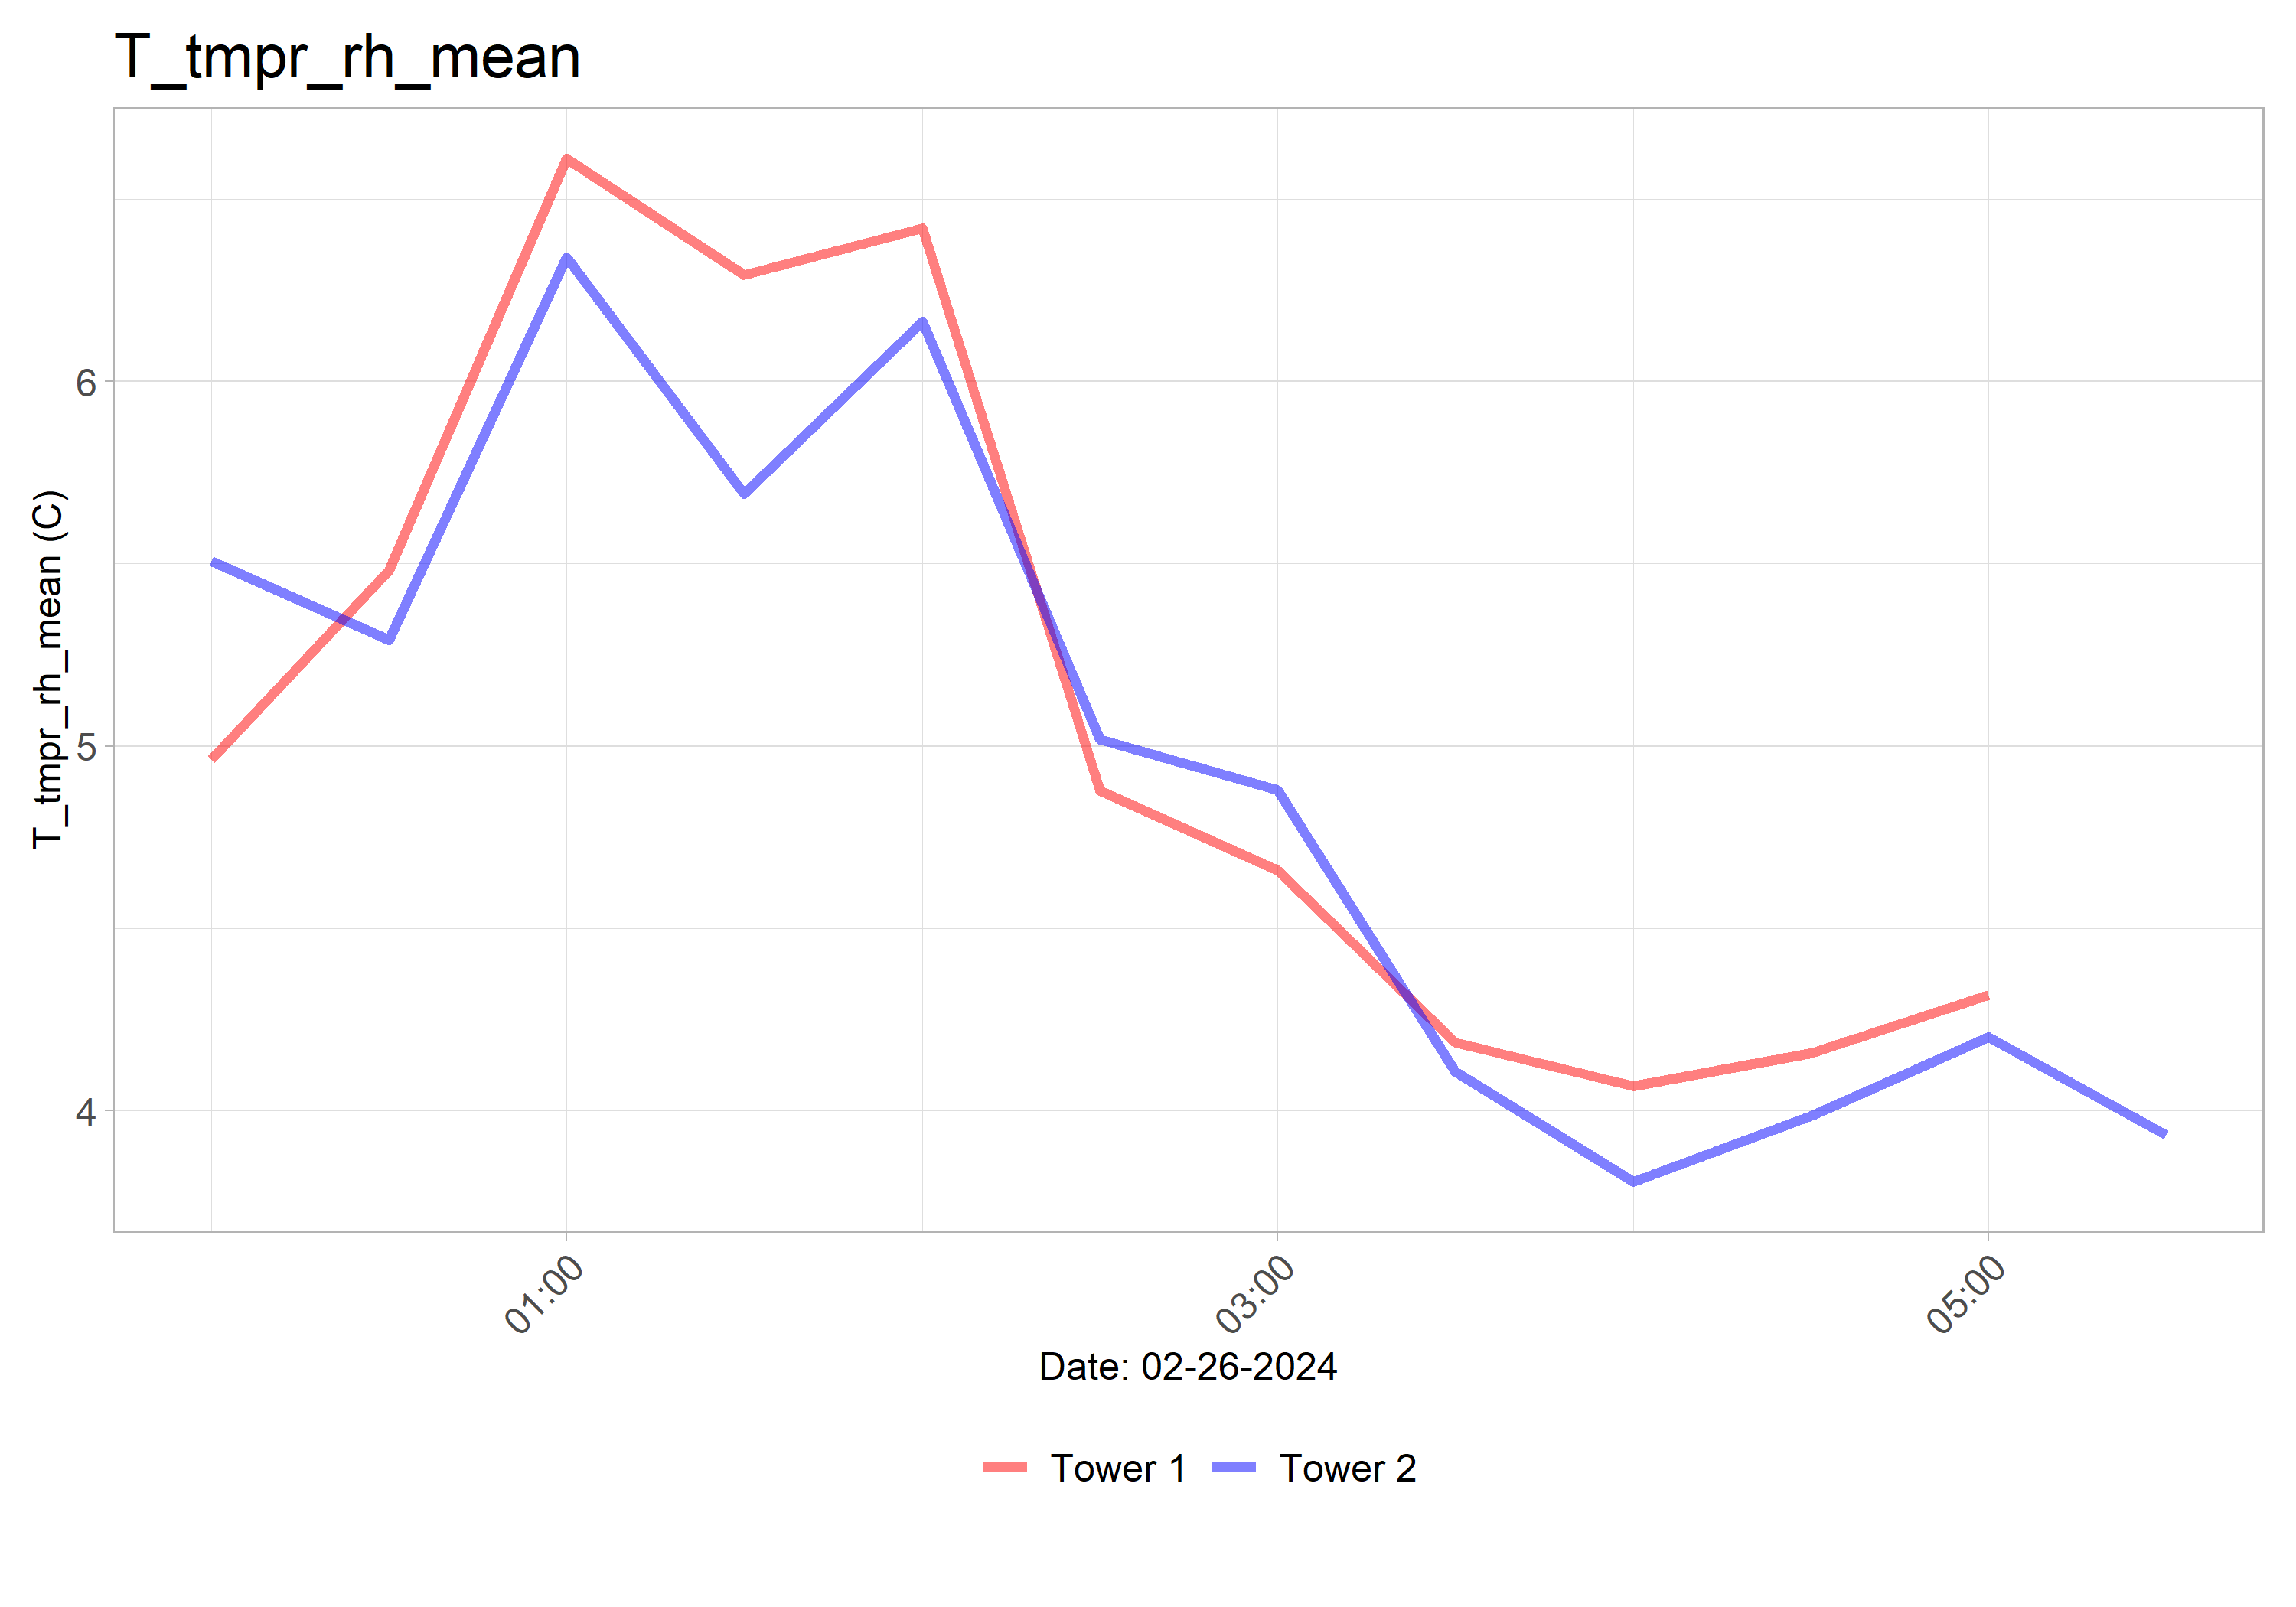 T_tmpr_rh_mean
T_tmpr_rh_mean (C)
6
5
4
01:00
03:00
05:00
Date: 02-26-2024
Tower 1
Tower 2